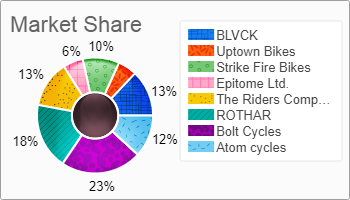 Market Share
6%
10%
13%
13%
18%
12%
23%
BLVCK
Uptown Bikes
Strike Fire Bikes
Epitome Ltd.
The Riders Comp...
ROTHAR
Bolt Cycles
Atom cycles